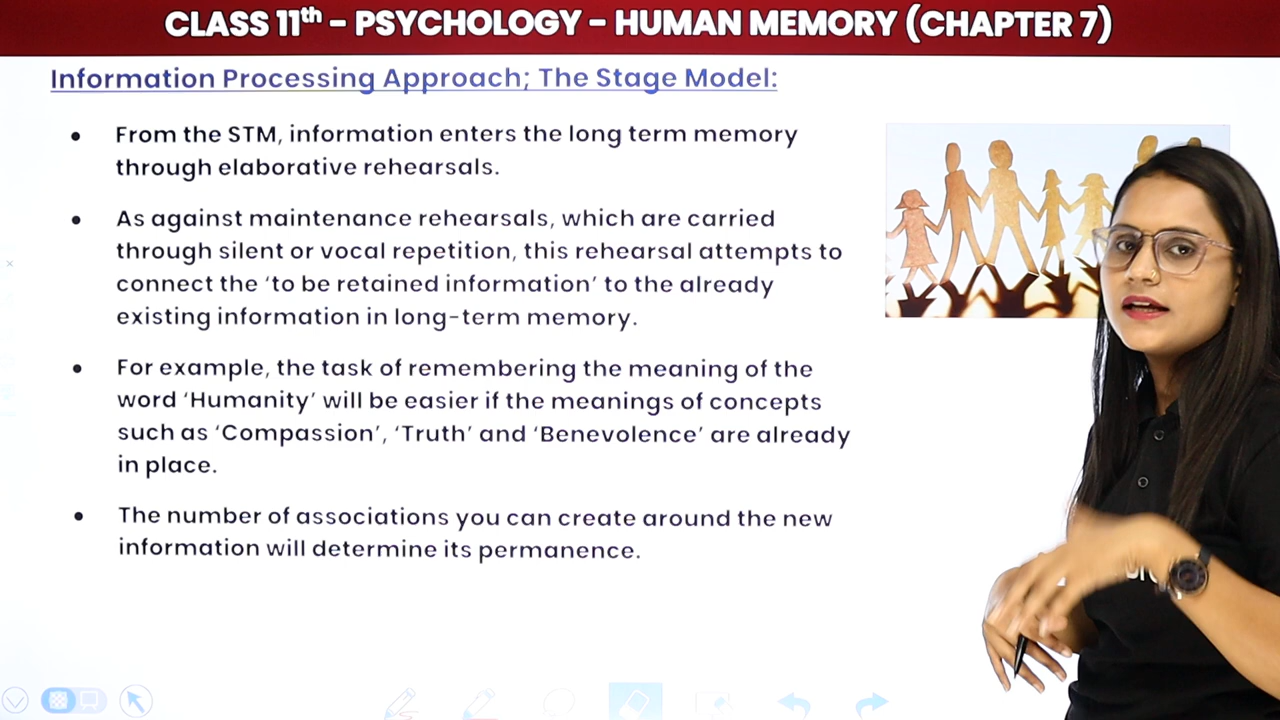 CLASS 11th - PSYCHOLOGY - HUMAN MEMORY (CHAPTER 7)
Information Processing Approach; The Stage Model:
• From the STM, information enters the long term memory
through elaborative rehearsals.
• As against maintenance rehearsals, which are carried
through silent or vocal repetition, this rehearsal attempts to
connect the ‘to be retained information’ to the already
existing information in long-term memory.
• For example, the task of remembering the meaning of the
word ‘Humanity’ will be easier if the meanings of concepts
such as ‘Compassion’, ‘Truth’ and ‘Benevolence’ are already
in place.
• The number of associations you can create around the new
information will determine its permanence.